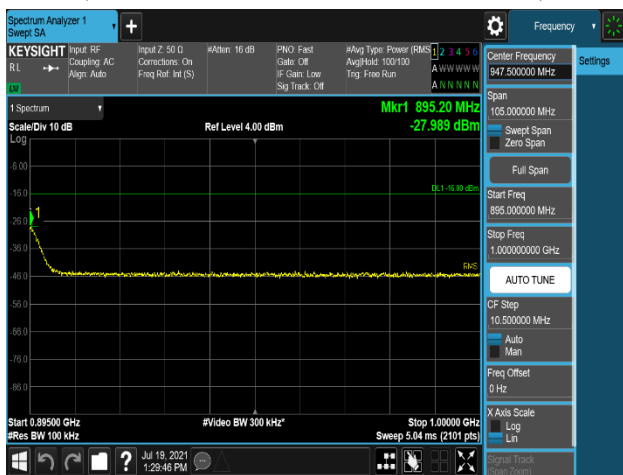 Spectrum Analyzer 1
Swept SA
Frequency
KEYSIGHT
RL
Input: RF
Coupling: AC
Align: Auto
Input Z: 50 Ω
Corrections: On
Freq Ref: Int (S)
#Atten: 16 dB
PNO: Fast
Gate: Off
IF Gain: Low
Sig Track: Off
#Avg Type: Power (RMS
Avg|Hold: 100/100
Trig: Free Run
1 2 3 4 5 6
A W W W W W
A N N N N N
Center Frequency
947.500000 MHz
Settings
Span
105.000000 MHz
Swept Span
Zero Span
Full Span
Start Freq
895.000000 MHz
Stop Freq
1.000000000 GHz
AUTO TUNE
CF Step
10.500000 MHz
Auto
Man
Freq Offset
0 Hz
X Axis Scale
Log
Lin
Signal Track
(Span Zoom)
1 Spectrum
Scale/Div 10 dB
Log
Ref Level 4.00 dBm
Mkr1 895.20 MHz
-27.989 dBm
DL1 -16.00 dBm
1
RMS
-6.00
-16.0
-26.0
-36.0
-46.0
-56.0
-66.0
-76.0
-86.0
Start 0.89500 GHz
#Res BW 100 kHz
#Video BW 300 kHz*
Stop 1.00000 GHz
Sweep 5.04 ms (2101 pts)
?
Jul 19, 2021
1:29:46 PM